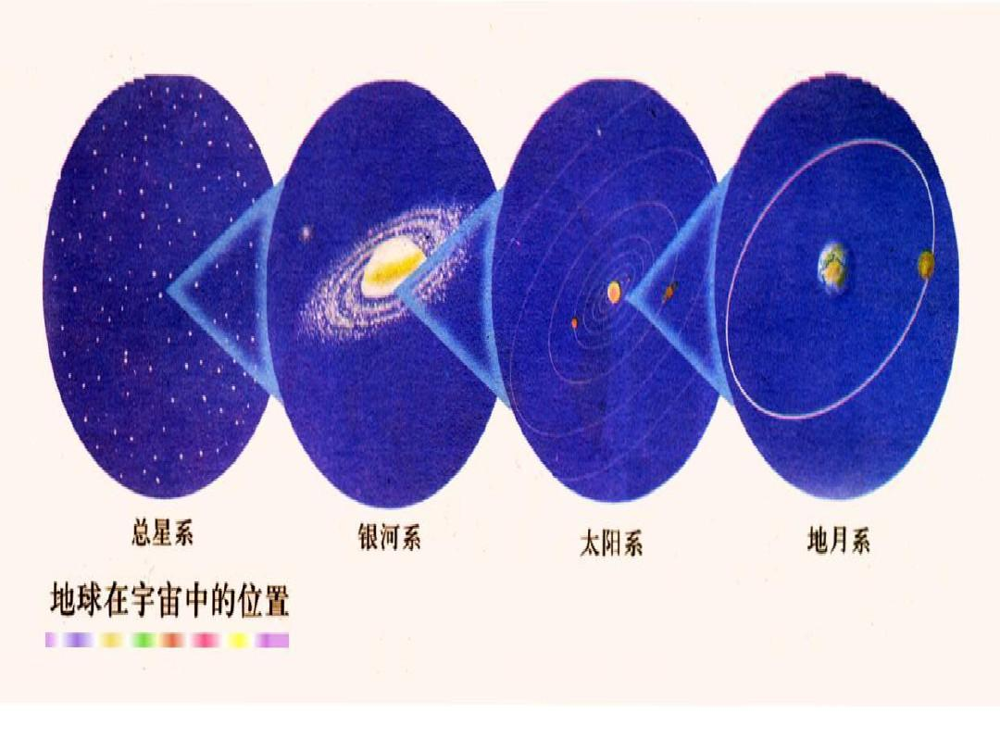 总星系
银河系
太阳系
地月系
地球在宇宙中的位置